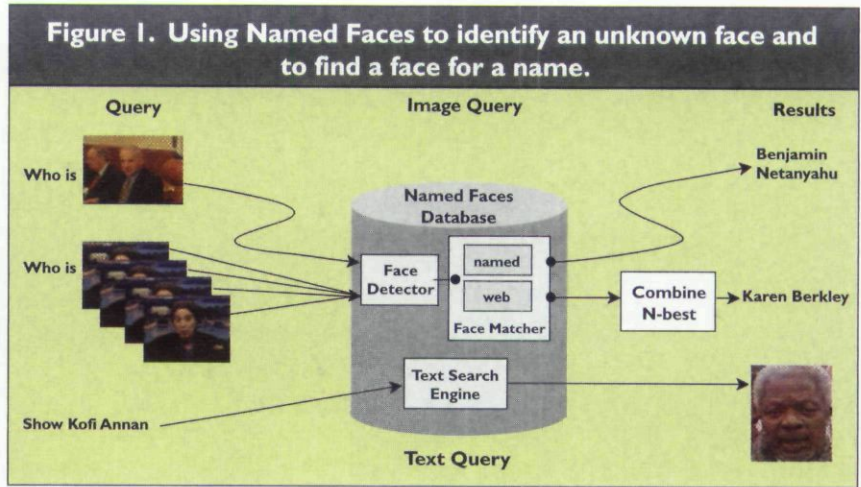 Figure 1. Using Named Faces to identify an unknown face and
to find a face for a name.
Query
Image Query
Results
Who is
Benjamin
Netanyahu
Named Faces
Database
Who is
Face
Detector
named
web
Face Matcher
Combine
N-best
Karen Berkley
Text Search
Engine
Show Kofi Annan
Text Query